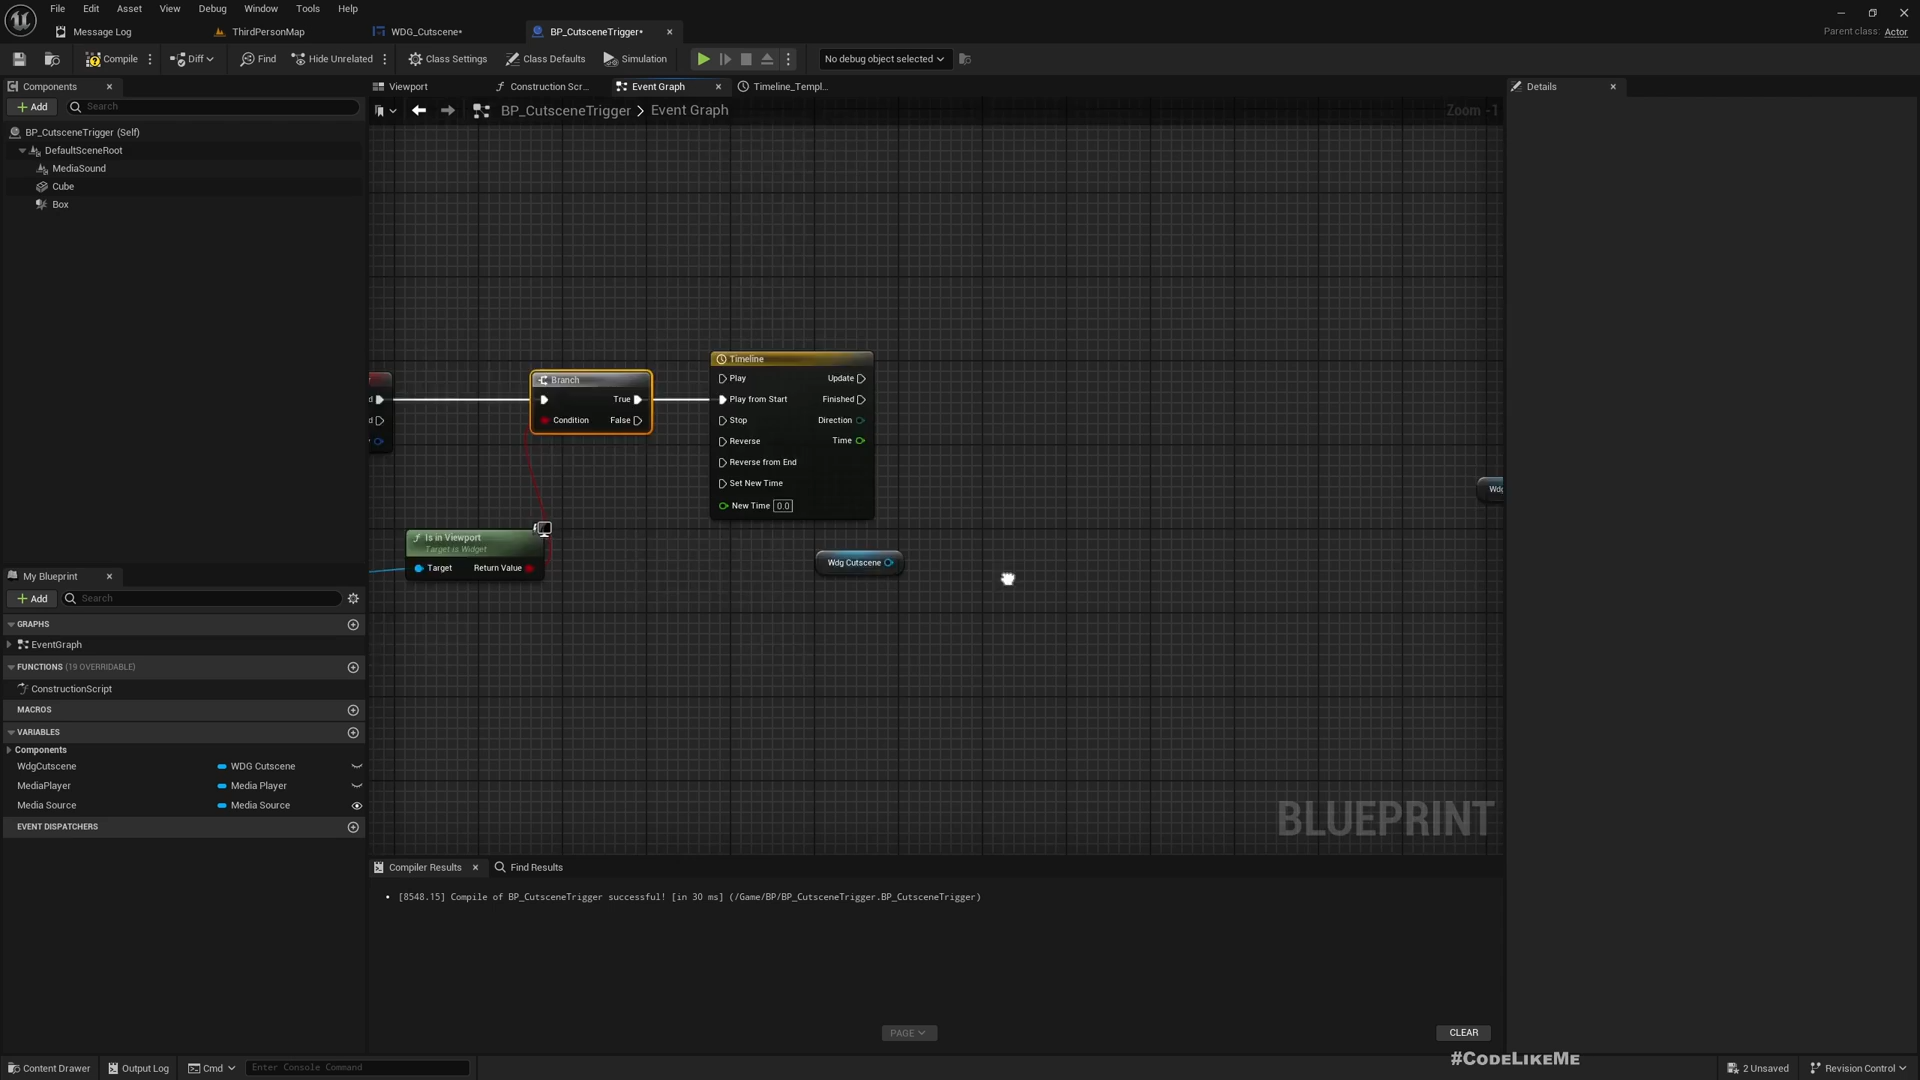 File Edit Asset View Debug Window Tools Help
Message Log ThirdPersonMap WDG_Cutscene• BP_CutsceneTrigger•
Parent class: Actor
Compile Diff Find Hide Unrelated Class Settings Class Defaults Simulation No debug object selected
Components
Add Search
BP_CutsceneTrigger (Self)
DefaultSceneRoot
MediaSound
Cube
Box
My Blueprint
Add Search
GRAPHS
EventGraph
FUNCTIONS (19 OVERRIDABLE)
ConstructionScript
MACROS
VARIABLES
Components
WdgCutscene WDG Cutscene
MediaPlayer Media Player
Media Source Media Source
EVENT DISPATCHERS
Viewport Construction Scr... Event Graph Timeline_Templ...
BP_CutsceneTrigger > Event Graph Zoom -1
Branch
True
Condition False
Is in Viewport
Target is Widget
Target Return Value
Timeline
Play Update
Play from Start Finished
Stop Direction
Reverse Time
Reverse from End
Set New Time
New Time 0.0
Wdg Cutscene
Wdg
d
d
y
BLUEPRINT
Compiler Results Find Results
• [8548.15] Compile of BP_CutsceneTrigger successful! [in 30 ms] (/Game/BP/BP_CutsceneTrigger.BP_CutsceneTrigger)
PAGE CLEAR
Details
#CodeLikeMe
Content Drawer Output Log Cmd Enter Console Command 2 Unsaved Revision Control